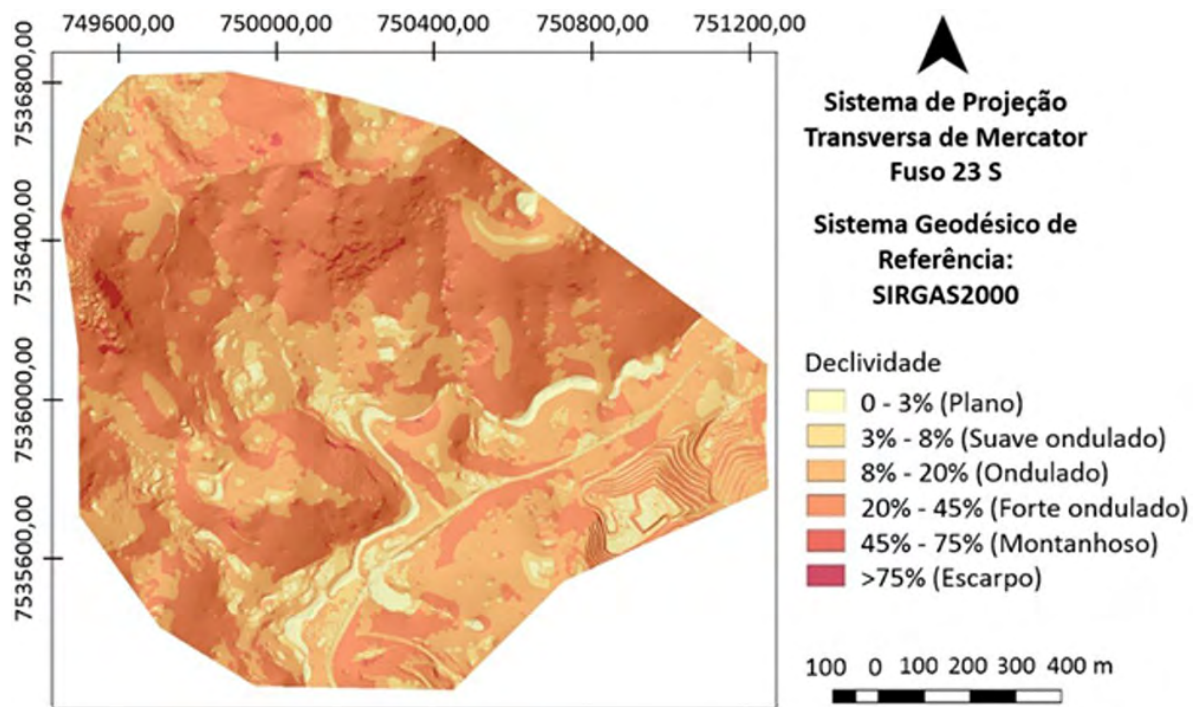 749600,00 750000,00 750400,00 750800,00 751200,00
7536800,00
7536400,00
7536000,00
7535600,00
Sistema de Projeção
Transversa de Mercator
Fuso 23 S
Sistema Geodésico de
Referência:
SIRGAS2000
Declividade
0 - 3% (Plano)
3% - 8% (Suave ondulado)
8% - 20% (Ondulado)
20% - 45% (Forte ondulado)
45% - 75% (Montanhoso)
>75% (Escarpo)
100 0 100 200 300 400 m